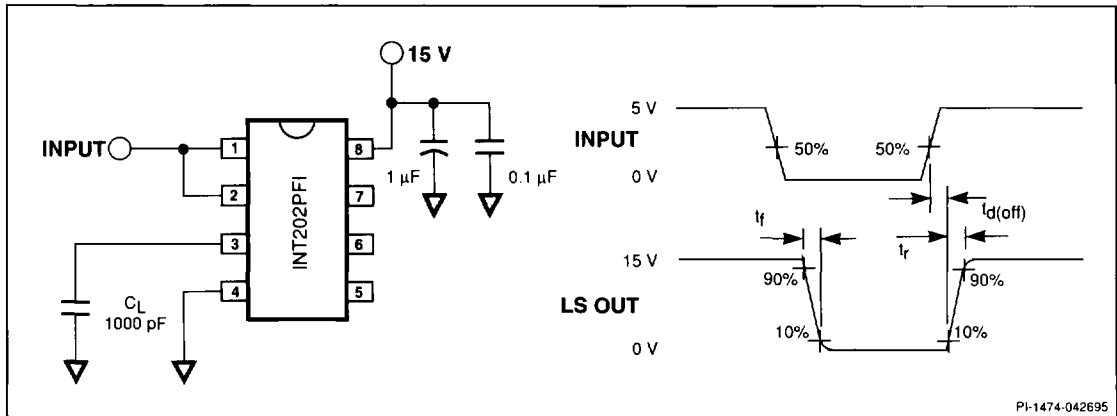 15 V
INPUT
1
2
3
4
8
7
6
5
INT202PFI
1 µF
0.1 µF
CL
1000 pF
5 V
INPUT
0 V
50%
50%
td(off)
tf
tr
15 V
90%
90%
LS OUT
10%
10%
0 V
PI-1474-042695